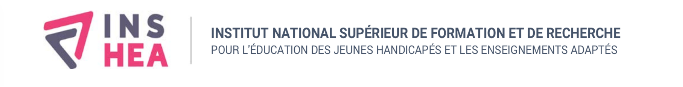 INS
HEA
INSTITUT NATIONAL SUPÉRIEUR DE FORMATION ET DE RECHERCHE
POUR L'ÉDUCATION DES JEUNES HANDICAPÉS ET LES ENSEIGNEMENTS ADAPTÉS